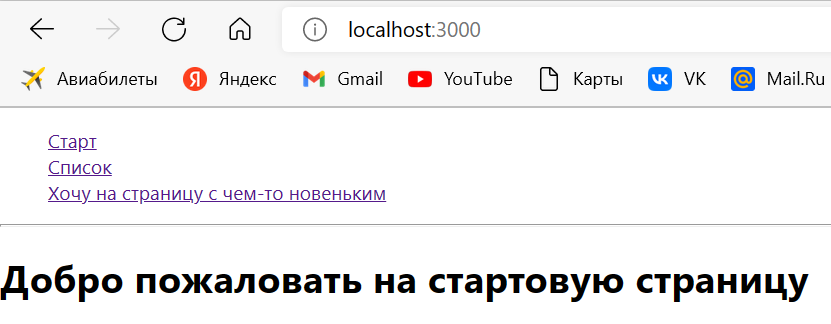 localhost:3000
Авиабилеты Яндекс Gmail YouTube Карты VK Mail.Ru
Старт
Список
Хочу на страницу с чем-то новеньким
Добро пожаловать на стартовую страницу